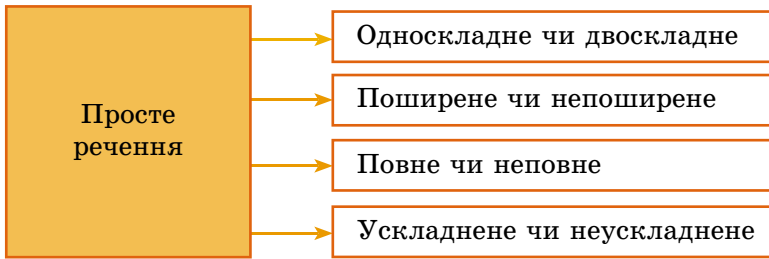 Просте
речення
Односкладне чи двоскладне
Поширене чи непоширене
Повне чи неповне
Ускладнене чи неускладнене